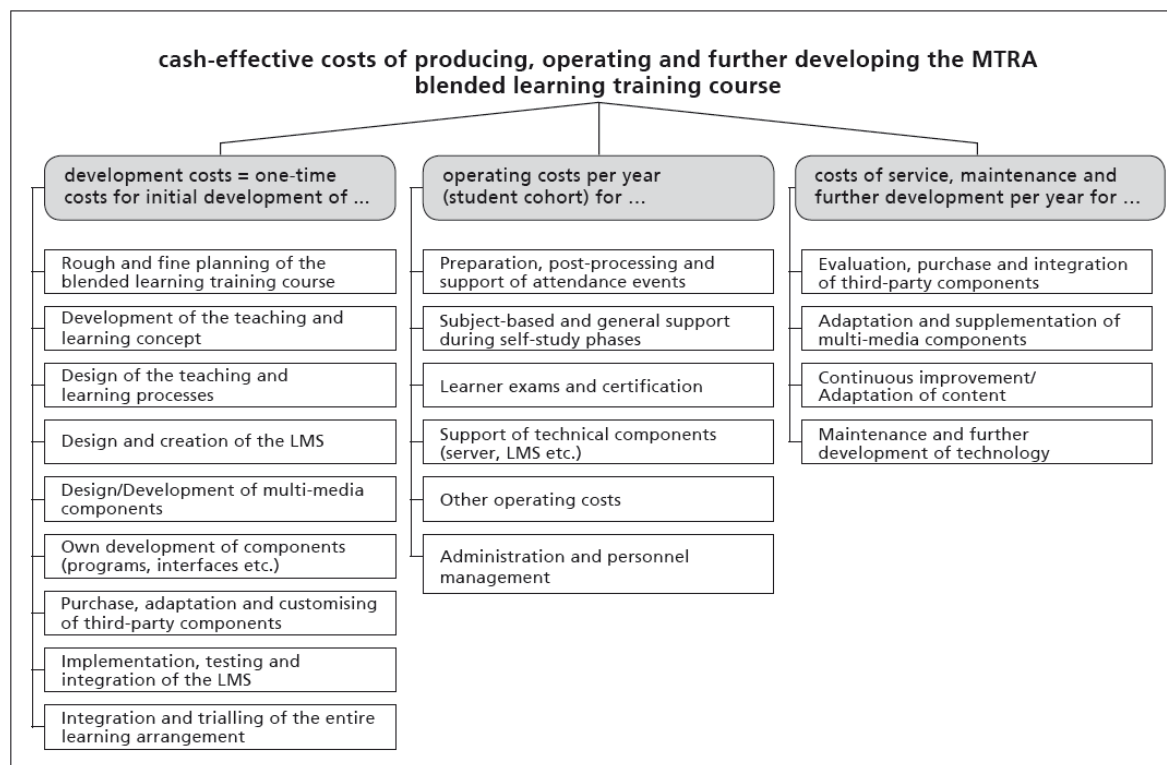 cash-effective costs of producing, operating and further developing the MTRA
blended learning training course
development costs = one-time
costs for initial development of ...
Rough and fine planning of the
blended learning training course
Development of the teaching and
learning concept
Design of the teaching and
learning processes
Design and creation of the LMS
Design/Development of multi-media
components
Own development of components
(programs, interfaces etc.)
Purchase, adaptation and customising
of third-party components
Implementation, testing and
integration of the LMS
Integration and trialling of the entire
learning arrangement
operating costs per year
(student cohort) for ...
Preparation, post-processing and
support of attendance events
Subject-based and general support
during self-study phases
Learner exams and certification
Support of technical components
(server, LMS etc.)
Other operating costs
Administration and personnel
management
costs of service, maintenance and
further development per year for ...
Evaluation, purchase and integration
of third-party components
Adaptation and supplementation of
multi-media components
Continuous improvement/
Adaptation of content
Maintenance and further
development of technology